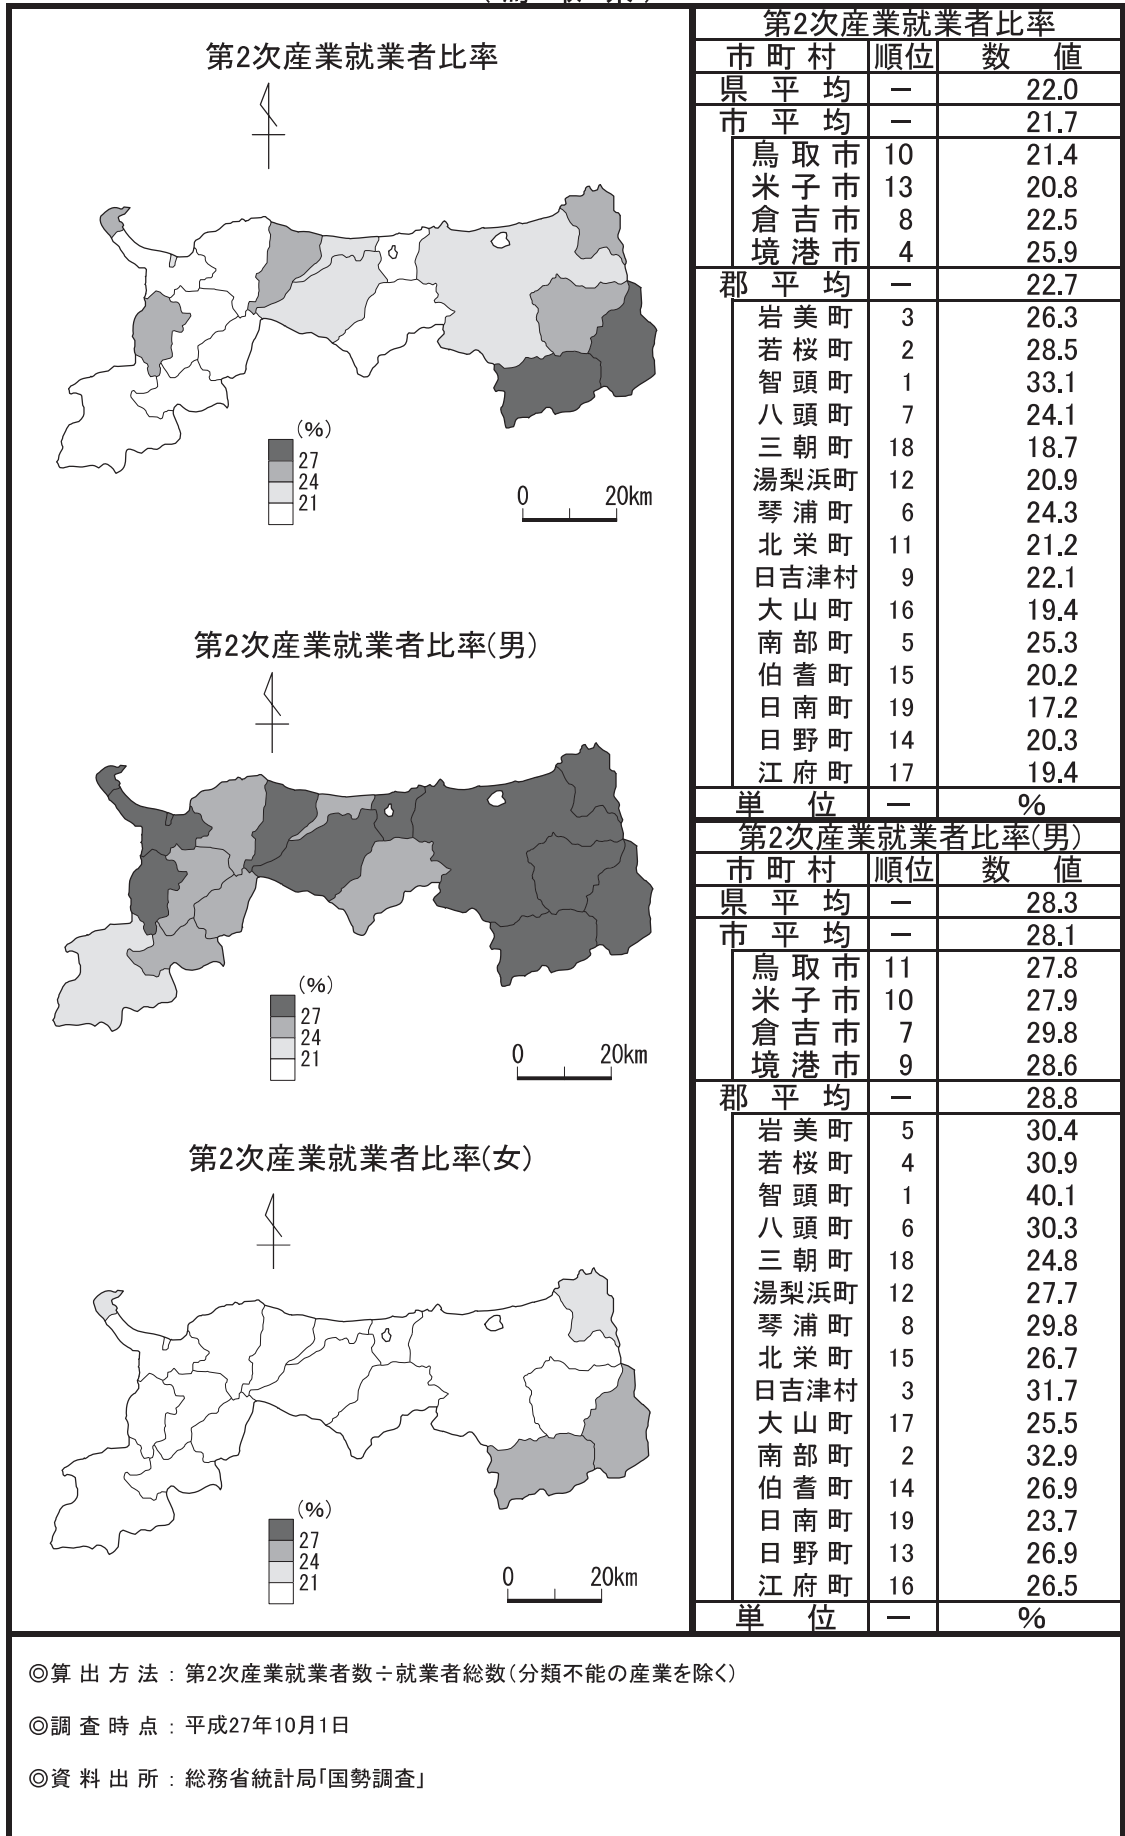 第2次産業就業者比率
(%)
27
24
21
0 20km
第2次産業就業者比率(男)
(%)
27
24
21
0 20km
第2次産業就業者比率(女)
(%)
27
24
21
0 20km
第2次産業就業者比率
市町村 順位 数値
県平均 － 22.0
市平均 － 21.7
鳥取市 10 21.4
米子市 13 20.8
倉吉市 8 22.5
境港市 4 25.9
郡平均 － 22.7
岩美町 3 26.3
若桜町 2 28.5
智頭町 1 33.1
八頭町 7 24.1
三朝町 18 18.7
湯梨浜町 12 20.9
琴浦町 6 24.3
北栄町 11 21.2
日吉津村 9 22.1
大山町 16 19.4
南部町 5 25.3
伯耆町 15 20.2
日南町 19 17.2
日野町 14 20.3
江府町 17 19.4
単位 － %
第2次産業就業者比率(男)
市町村 順位 数値
県平均 － 28.3
市平均 － 28.1
鳥取市 11 27.8
米子市 10 27.9
倉吉市 7 29.8
境港市 9 28.6
郡平均 － 28.8
岩美町 5 30.4
若桜町 4 30.9
智頭町 1 40.1
八頭町 6 30.3
三朝町 18 24.8
湯梨浜町 12 27.7
琴浦町 8 29.8
北栄町 15 26.7
日吉津村 3 31.7
大山町 17 25.5
南部町 2 32.9
伯耆町 14 26.9
日南町 19 23.7
日野町 13 26.9
江府町 16 26.5
単位 － %
◎算出方法：第2次産業就業者数÷就業者総数(分類不能の産業を除く)
◎調査時点：平成27年10月1日
◎資料出所：総務省統計局「国勢調査」